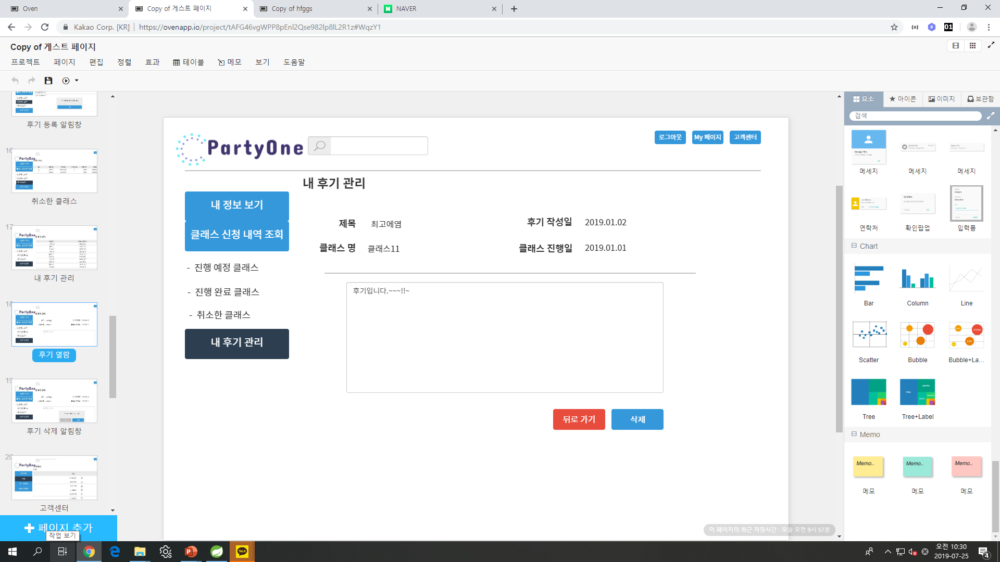 Oven
Copy of 게스트 페이지
Copy of hfggs
NAVER
Kakao Corp. [KR]
https://ovenapp.io/project/tAFG46vgWPP8pEnl2Qse982lp8lL2R1z#WqzY1
Copy of 게스트 페이지
프로젝트 페이지 편집 정렬 효과 테이블 메모 보기 도움말
후기 등록 알림창
16
취소한 클래스
17
내 후기 관리
18
후기 열람
19
후기 삭제 알림창
20
고객센터
페이지 추가
작업 보기
PartyOne
로그아웃 My 페이지 고객센터
내 후기 관리
내 정보 보기
클래스 신청 내역 조회
- 진행 예정 클래스
- 진행 완료 클래스
- 취소한 클래스
내 후기 관리
제목 최고에염 후기 작성일 2019.01.02
클래스 명 클래스11 클래스 진행일 2019.01.01
후기입니다.~~~!!~
뒤로 가기 삭제
이 페이지의 최근 저장시간 : 오늘 오전 9시 57분
요소 아이콘 이미지 보관함
검색
메세지 메세지 메세지
연락처 확인팝업 입력폼
Chart
Bar Column Line
Scatter Bubble Bubble+La...
Tree Tree+Label
Memo
Memo.. Memo.. Memo..
메모 메모 메모
오전 10:30
2019-07-25
4